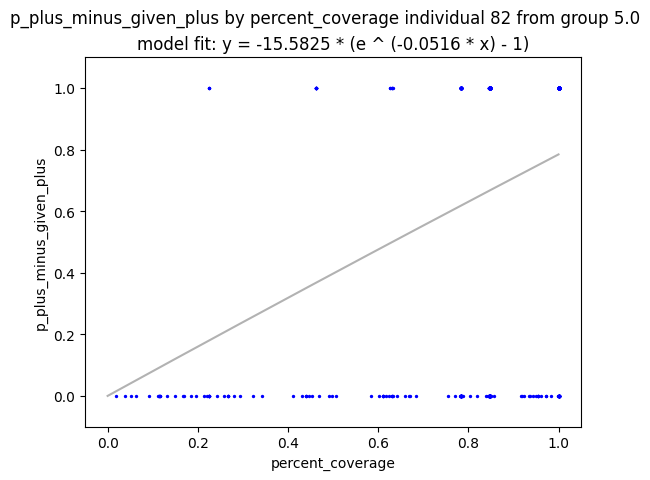 p_plus_minus_given_plus by percent_coverage individual 82 from group 5.0
model fit: y = -15.5825 * (e ^ (-0.0516 * x) - 1)
1.0
0.8
0.6
0.4
0.2
0.0
p_plus_minus_given_plus
0.0 0.2 0.4 0.6 0.8 1.0
percent_coverage